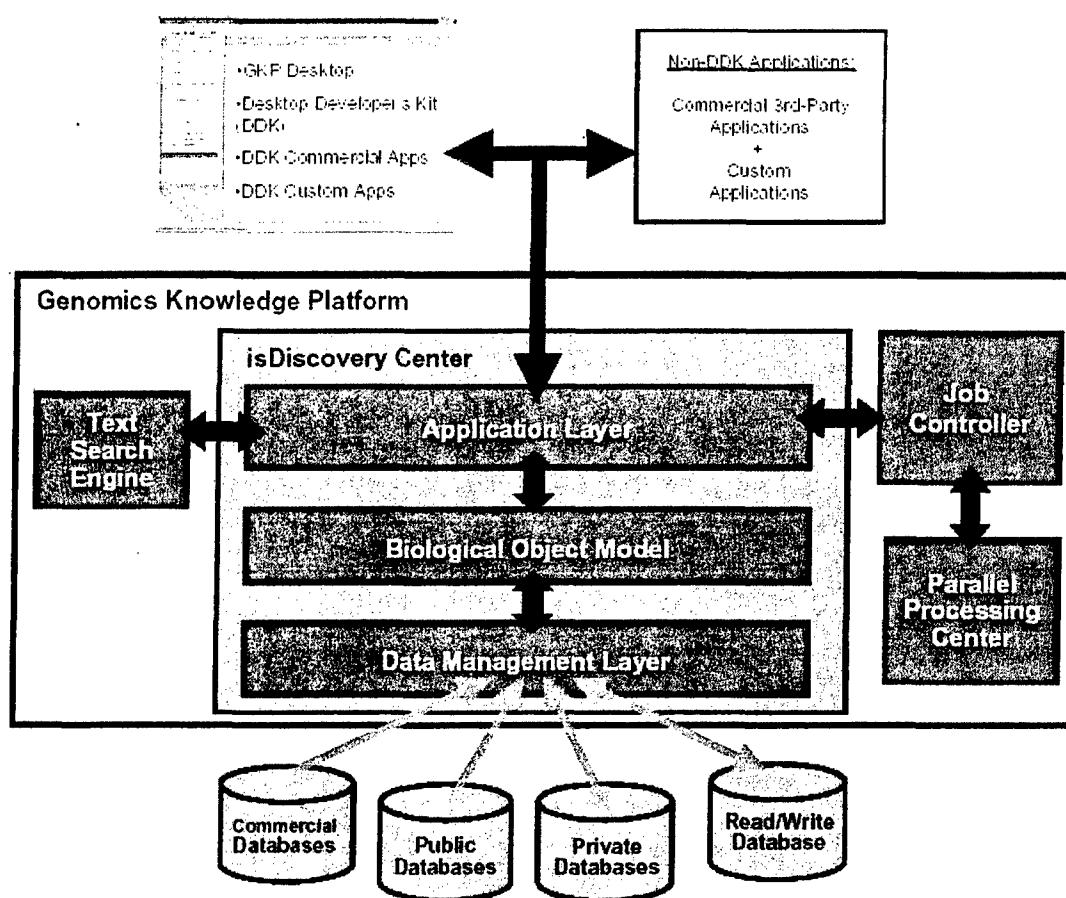 •GKP Desktop
•Desktop Developer's Kit
(DDK)
•DDK Commercial Apps
•DDK Custom Apps
Non-DDK Applications:
Commercial 3rd-Party
Applications
+
Custom
Applications
Genomics Knowledge Platform
isDiscovery Center
Text
Search
Engine
Application Layer
Job
Controller
Biological Object Model
Parallel
Processing
Center
Data Management Layer
Commercial
Databases
Public
Databases
Private
Databases
Read/Write
Database